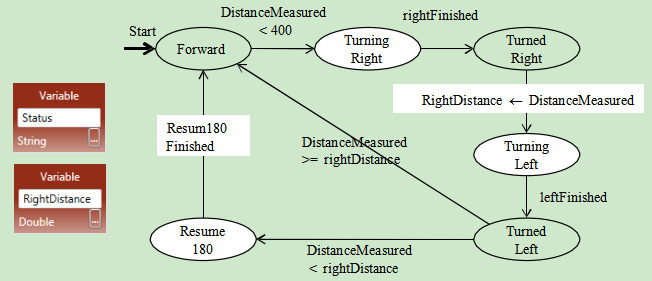 DistanceMeasured
< 400
rightFinished
Start
Forward
Turning
Right
Turned
Right
Variable
Status
String
...
RightDistance ← DistanceMeasured
Resum180
Finished
DistanceMeasured
>= rightDistance
Turning
Left
Variable
RightDistance
Double
...
leftFinished
Resume
180
Turned
Left
DistanceMeasured
< rightDistance